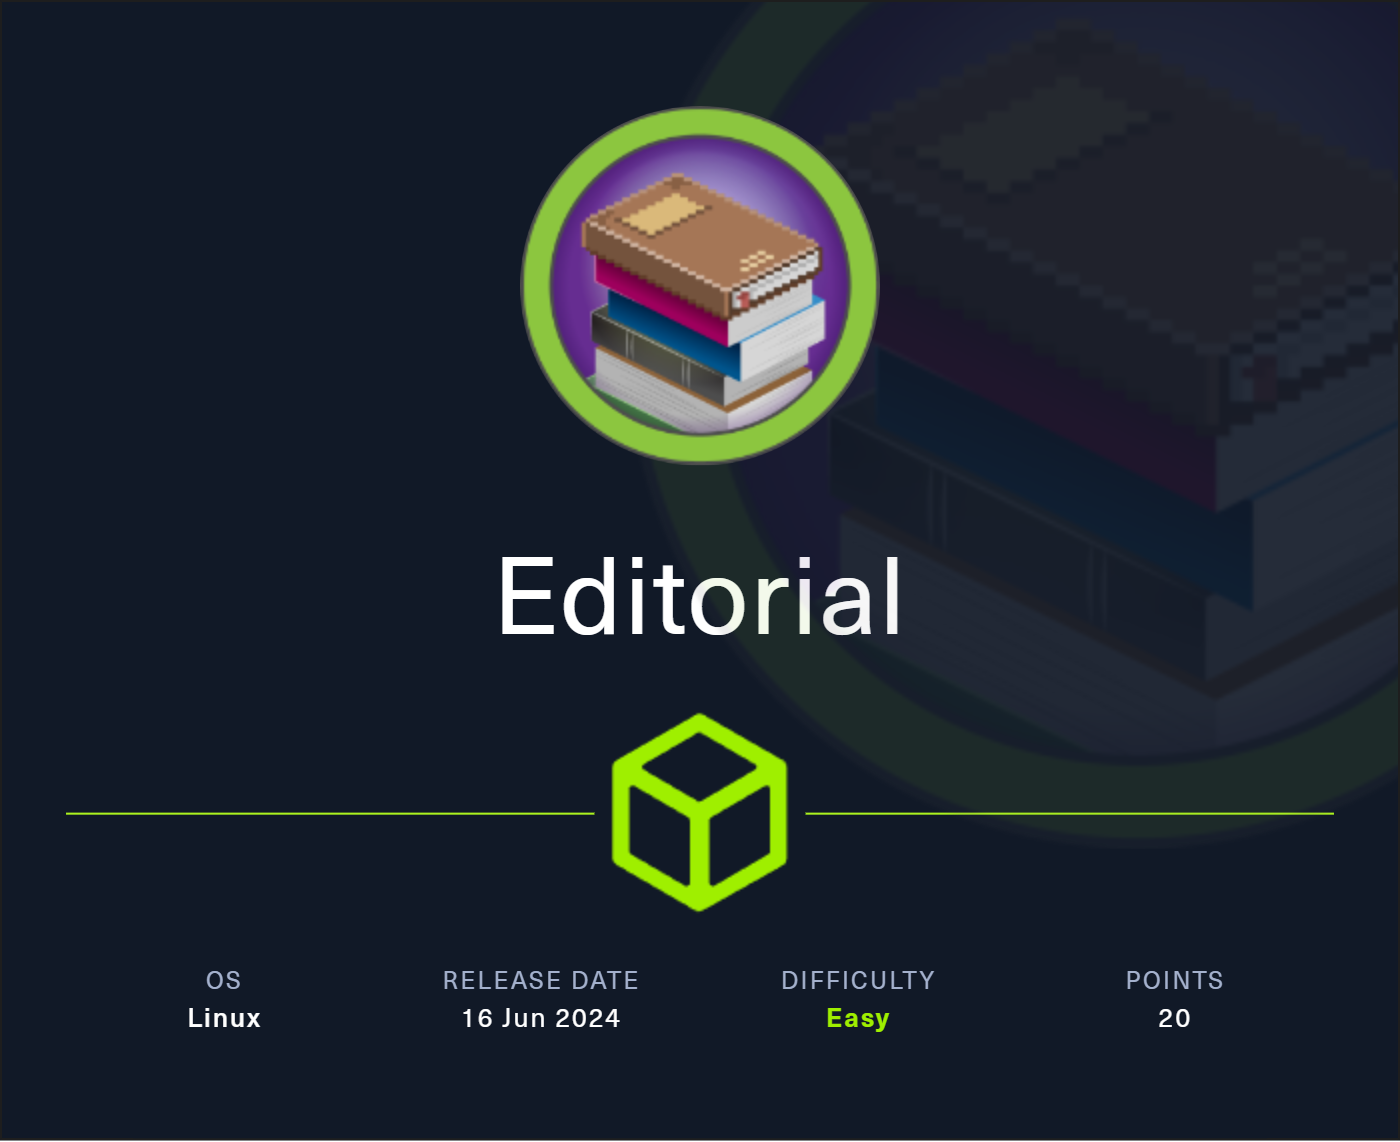 Editorial
OS
Linux
RELEASE DATE
16 Jun 2024
DIFFICULTY
Easy
POINTS
20